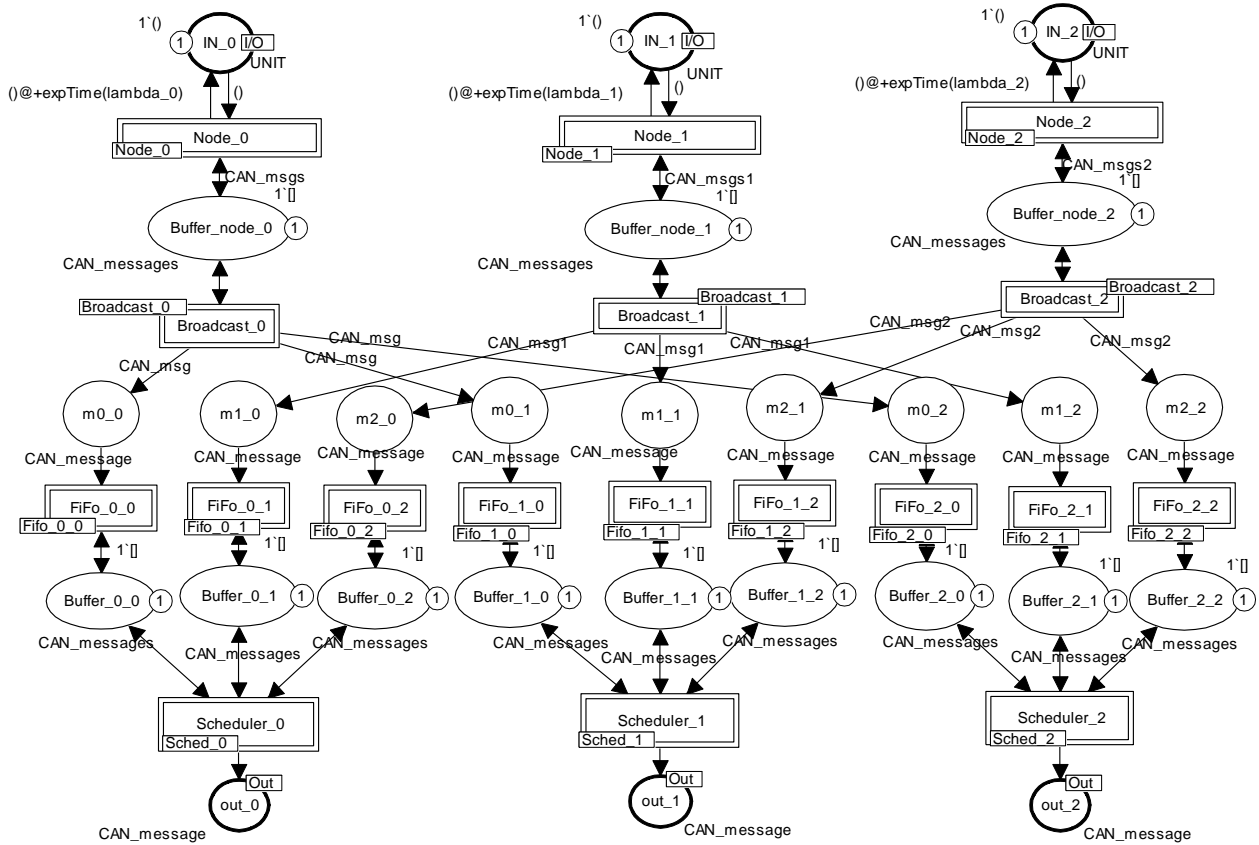 1`() 1`() 1`()
1 IN_0 I/O 1 IN_1 I/O 1 IN_2 I/O
UNIT UNIT UNIT
()@+expTime(lambda_0) () ()@+expTime(lambda_1) () ()@+expTime(lambda_2) ()
Node_0 Node_1 Node_2
Node_0 Node_1 Node_2
CAN_msgs CAN_msgs1 CAN_msgs2
1`[] 1`[] 1`[]
Buffer_node_0 1 Buffer_node_1 1 Buffer_node_2 1
CAN_messages CAN_messages CAN_messages
Broadcast_0 Broadcast_1 Broadcast_2
Broadcast_0 Broadcast_1 Broadcast_2
CAN_msg CAN_msg CAN_msg CAN_msg1 CAN_msg1 CAN_msg1 CAN_msg2 CAN_msg2 CAN_msg2
m0_0 m1_0 m2_0 m0_1 m1_1 m2_1 m0_2 m1_2 m2_2
CAN_message CAN_message CAN_message CAN_message CAN_message CAN_message CAN_message CAN_message CAN_message
FiFo_0_0 FiFo_0_1 FiFo_0_2 FiFo_1_0 FiFo_1_1 FiFo_1_2 FiFo_2_0 FiFo_2_1 FiFo_2_2
Fifo_0_0 Fifo_0_1 Fifo_0_2 Fifo_1_0 Fifo_1_1 Fifo_1_2 Fifo_2_0 Fifo_2_1 Fifo_2_2
1`[] 1`[] 1`[] 1`[] 1`[] 1`[] 1`[] 1`[] 1`[]
Buffer_0_0 1 Buffer_0_1 1 Buffer_0_2 1 Buffer_1_0 1 Buffer_1_1 1 Buffer_1_2 1 Buffer_2_0 1 Buffer_2_1 1 Buffer_2_2 1
CAN_messages CAN_messages CAN_messages CAN_messages CAN_messages CAN_messages CAN_messages CAN_messages CAN_messages
Scheduler_0 Scheduler_1 Scheduler_2
Sched_0 Sched_1 Sched_2
Out Out Out
out_0 out_1 out_2
CAN_message CAN_message CAN_message